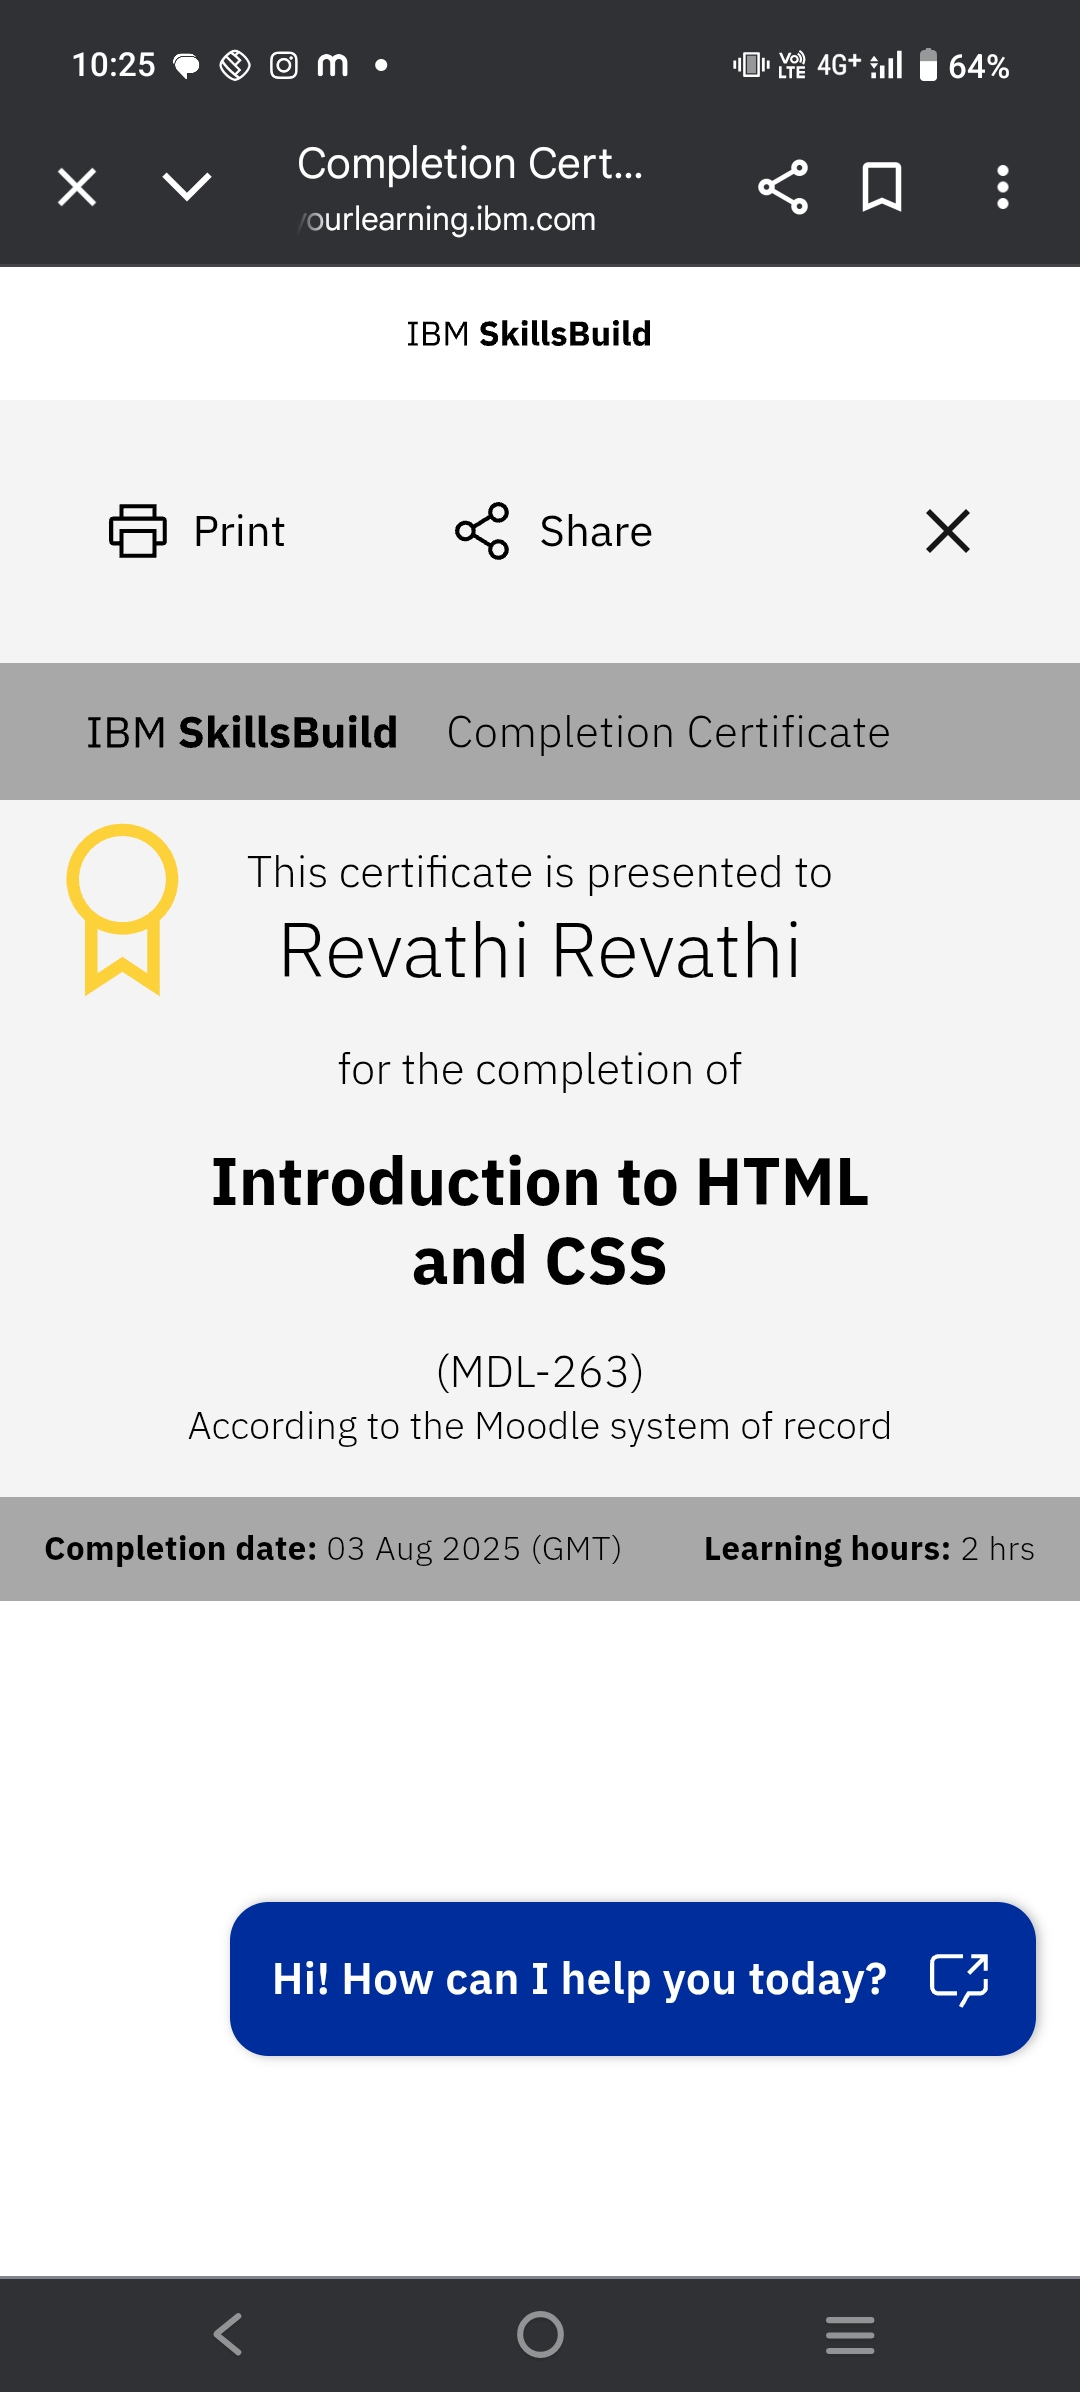 10:25 Vo)) LTE 4G+ 64%
Completion Cert...
yourlearning.ibm.com
IBM SkillsBuild
Print Share
IBM SkillsBuild Completion Certificate
This certificate is presented to
Revathi Revathi
for the completion of
Introduction to HTML
and CSS
(MDL-263)
According to the Moodle system of record
Completion date: 03 Aug 2025 (GMT) Learning hours: 2 hrs
Hi! How can I help you today?